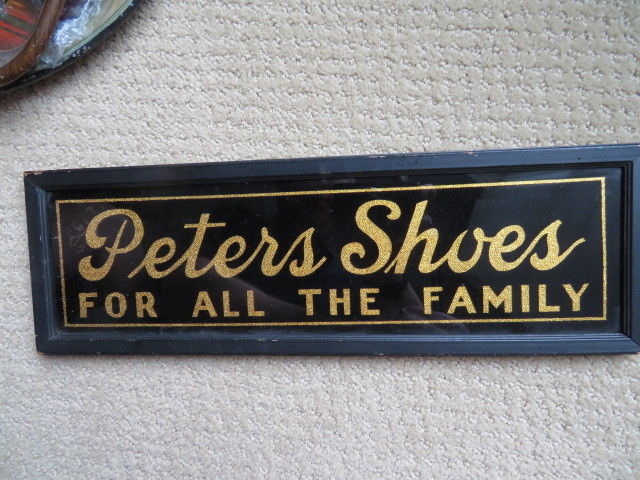 Peters Shoes
FOR ALL THE FAMILY